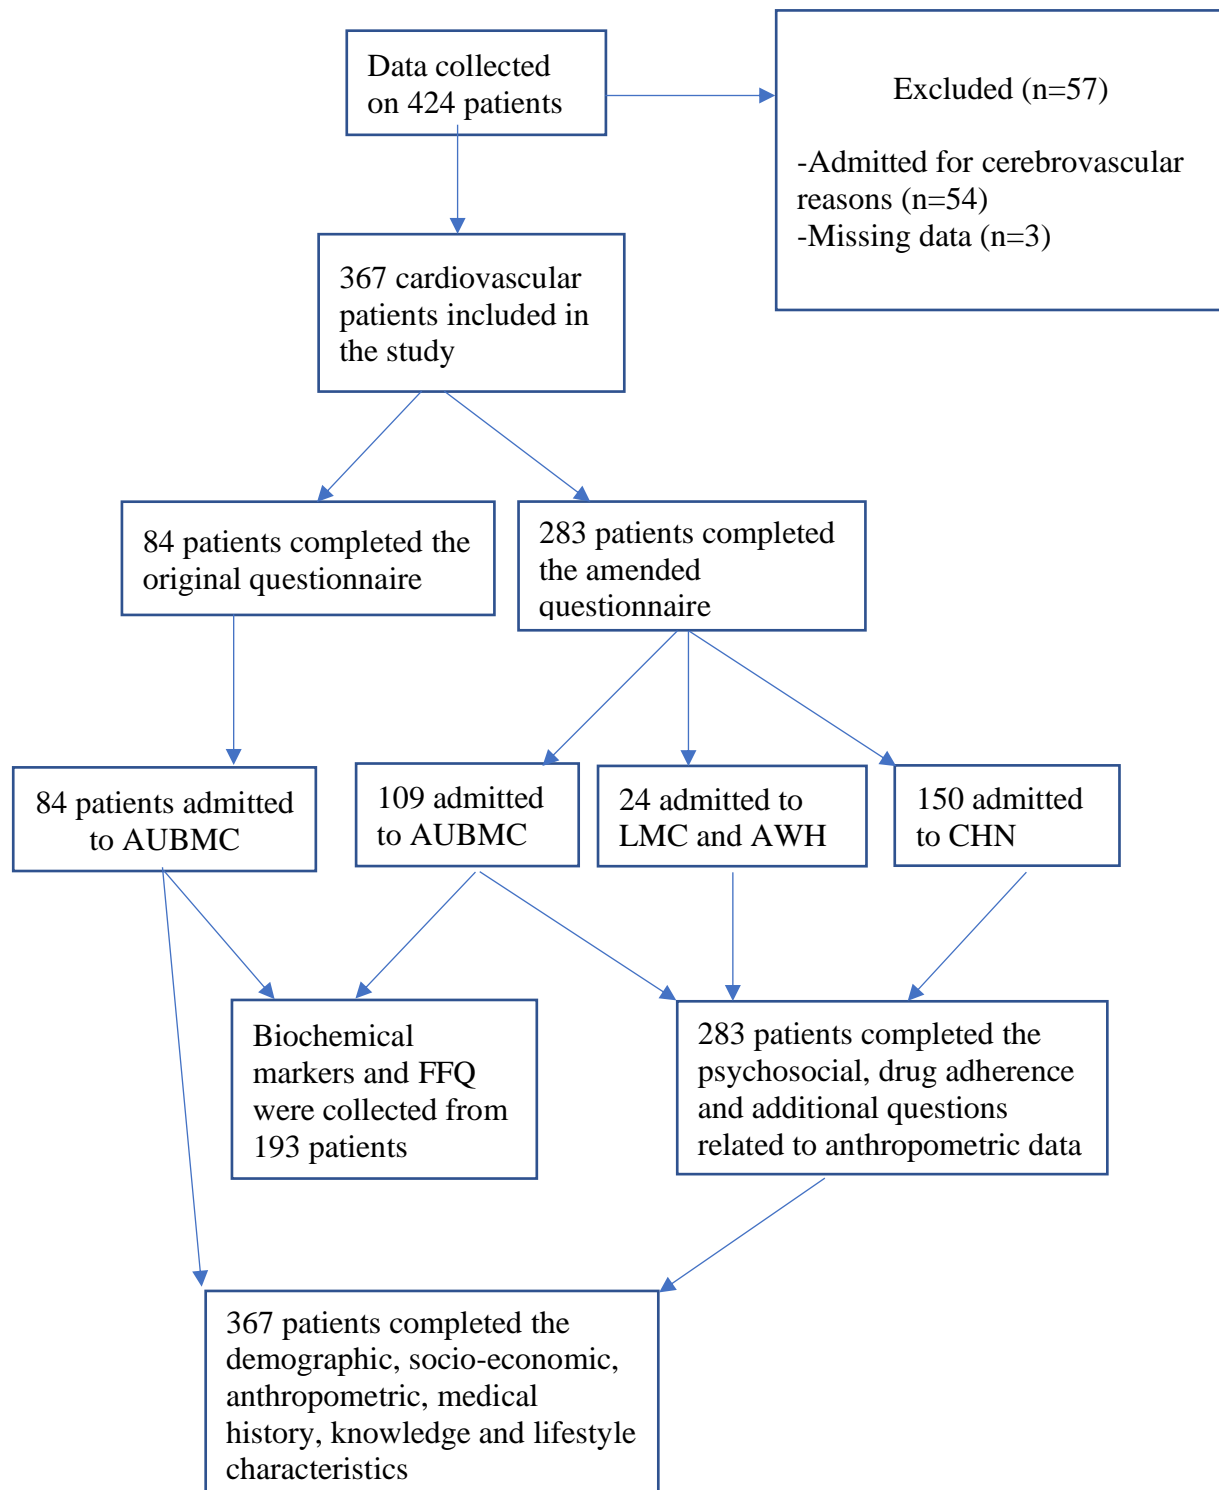 Data collected
on 424 patients
Excluded (n=57)
-Admitted for cerebrovascular
reasons (n=54)
-Missing data (n=3)
367 cardiovascular
patients included in
the study
84 patients completed the
original questionnaire
283 patients completed
the amended
questionnaire
84 patients admitted
to AUBMC
109 admitted
to AUBMC
24 admitted to
LMC and AWH
150 admitted
to CHN
Biochemical
markers and FFQ
were collected from
193 patients
283 patients completed the
psychosocial, drug adherence
and additional questions
related to anthropometric data
367 patients completed the
demographic, socio-economic,
anthropometric, medical
history, knowledge and lifestyle
characteristics